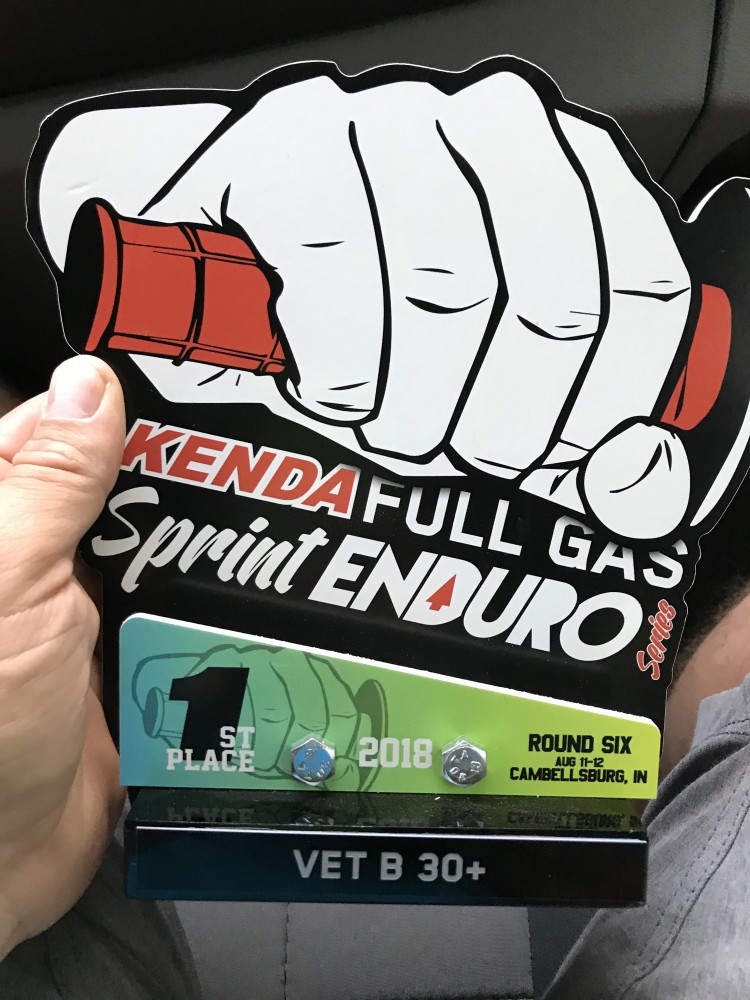 KENDA FULL GAS
Sprint ENDURO
Series
1
ST
PLACE
2018
ROUND SIX
AUG 11-12
CAMBELLSBURG, IN
VET B 30+